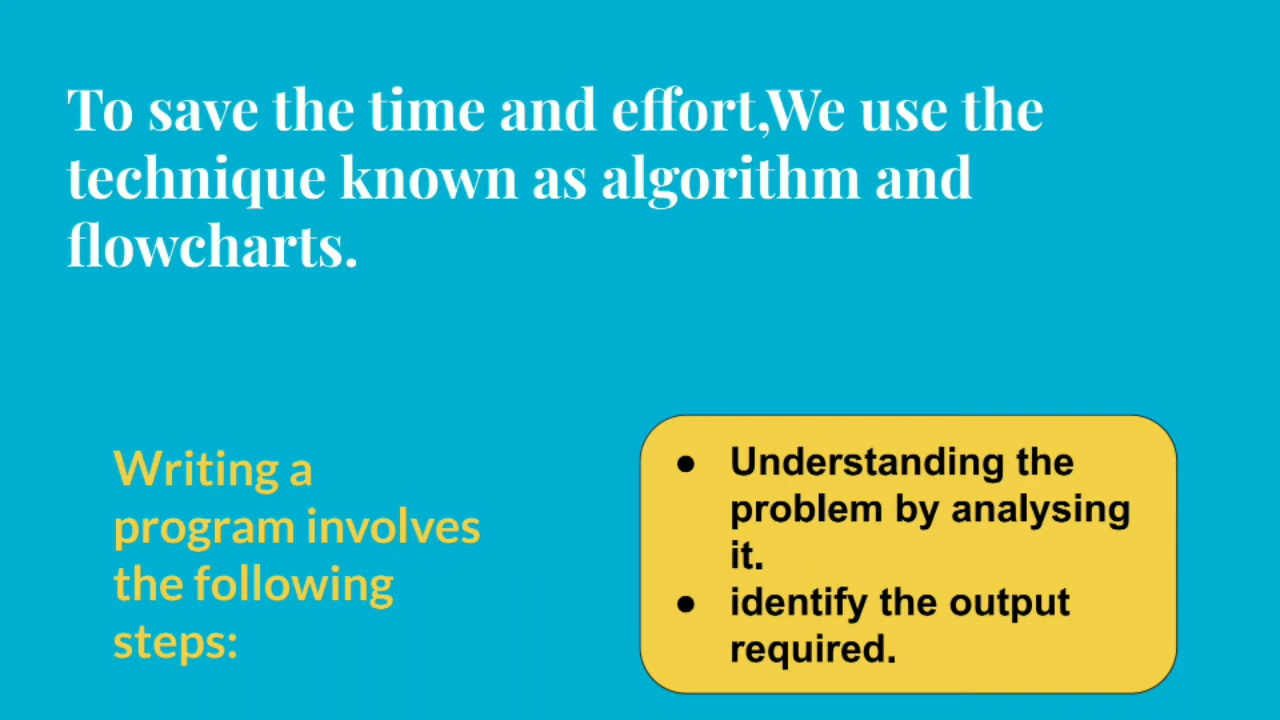 To save the time and effort,We use the
technique known as algorithm and
flowcharts.
Writing a
program involves
the following
steps:
● Understanding the
problem by analysing
it.
● identify the output
required.